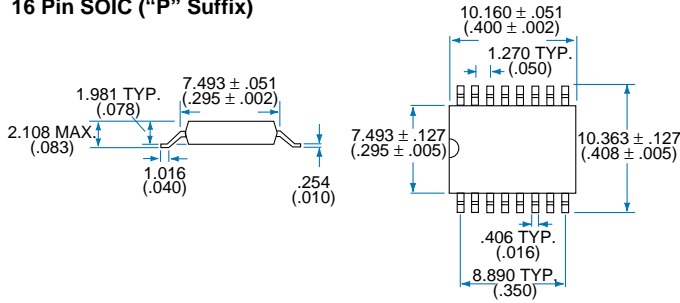 16 Pin SOIC (“P” Suffix)
10.160 ± .051
(.400 ± .002)
1.270 TYP.
(.050)
7.493 ± .051
(.295 ± .002)
1.981 TYP.
(.078)
2.108 MAX.
(.083)
1.016
(.040)
.254
(.010)
7.493 ± .127
(.295 ± .005)
10.363 ± .127
(.408 ± .005)
.406 TYP.
(.016)
8.890 TYP.
(.350)